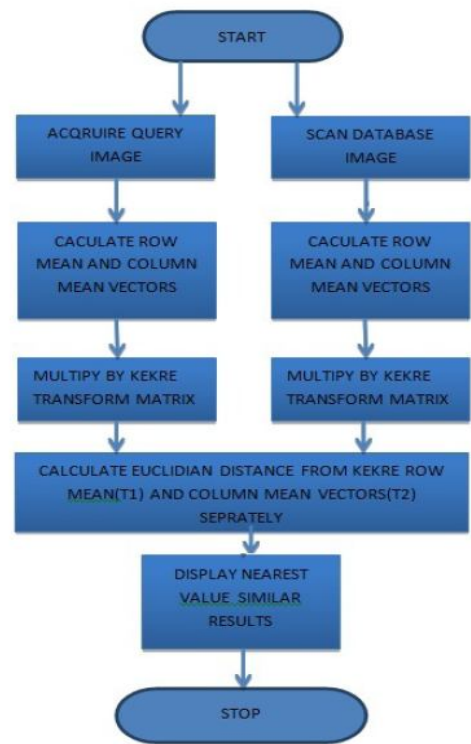 START
ACQRUIRE QUERY
IMAGE
SCAN DATABASE
IMAGE
CACULATE ROW
MEAN AND COLUMN
MEAN VECTORS
CACULATE ROW
MEAN AND COLUMN
MEAN VECTORS
MULTIPY BY KEKRE
TRANSFORM MATRIX
MULTIPY BY KEKRE
TRANSFORM MATRIX
CALCULATE EUCLIDIAN DISTANCE FROM KEKRE ROW
MEAN(T1) AND COLUMN MEAN VECTORS(T2)
SEPRATELY
DISPLAY NEAREST
VALUE SIMILAR
RESULTS
STOP